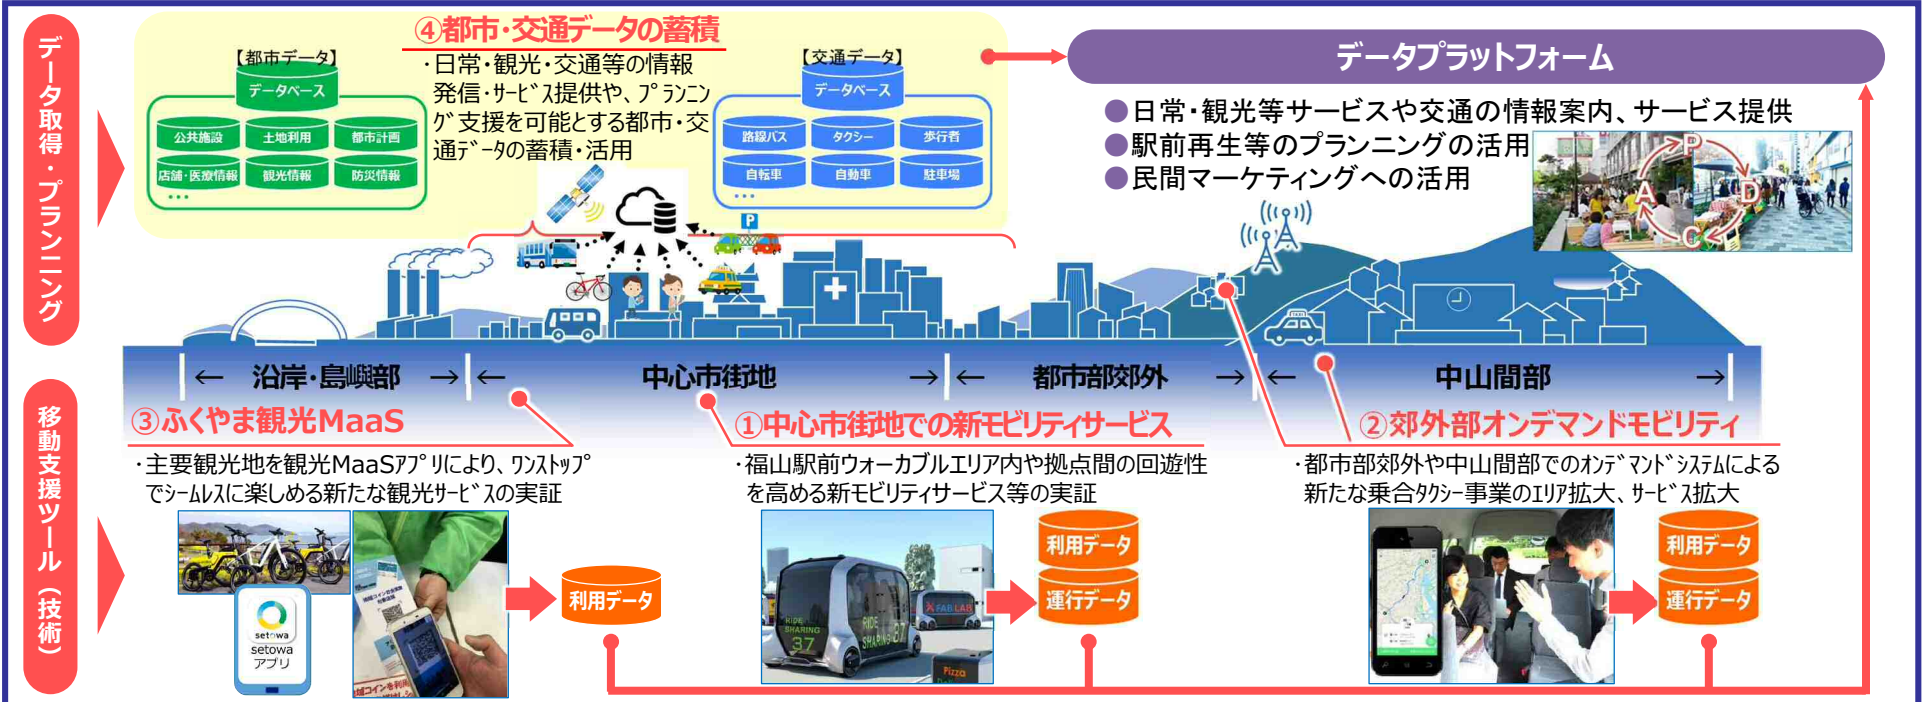 データ取得・プランニング
④都市・交通データの蓄積
・日常・観光・交通等の情報
発信・サービス提供や、プランニン
グ支援を可能とする都市・交
通データの蓄積・活用
【都市データ】
データベース
公共施設
土地利用
都市計画
店舗・医療情報
観光情報
防災情報
…
【交通データ】
データベース
路線バス
タクシー
歩行者
自転車
自動車
駐車場
…
P
データプラットフォーム
●日常・観光等サービスや交通の情報案内、サービス提供
●駅前再生等のプランニングの活用
●民間マーケティングへの活用
P
D
C
A
← 沿岸・島嶼部 →
← 中心市街地 →
← 都市部郊外 →
← 中山間部 →
移動支援ツール（技術）
③ふくやま観光MaaS
・主要観光地を観光MaaSアプリにより、ワンストップ
でシームレスに楽しめる新たな観光サービスの実証
setowa
setowa
アプリ
利用データ
①中心市街地での新モビリティサービス
・福山駅前ウォーカブルエリア内や拠点間の回遊性
を高める新モビリティサービス等の実証
RIDE
SHARING
37
RIDE
SHARING 37
FAB LAB
Pizza
利用データ
運行データ
②郊外部オンデマンドモビリティ
・都市部郊外や中山間部でのオンデマンドシステムによる
新たな乗合タクシー事業のエリア拡大、サービス拡大
利用データ
運行データ